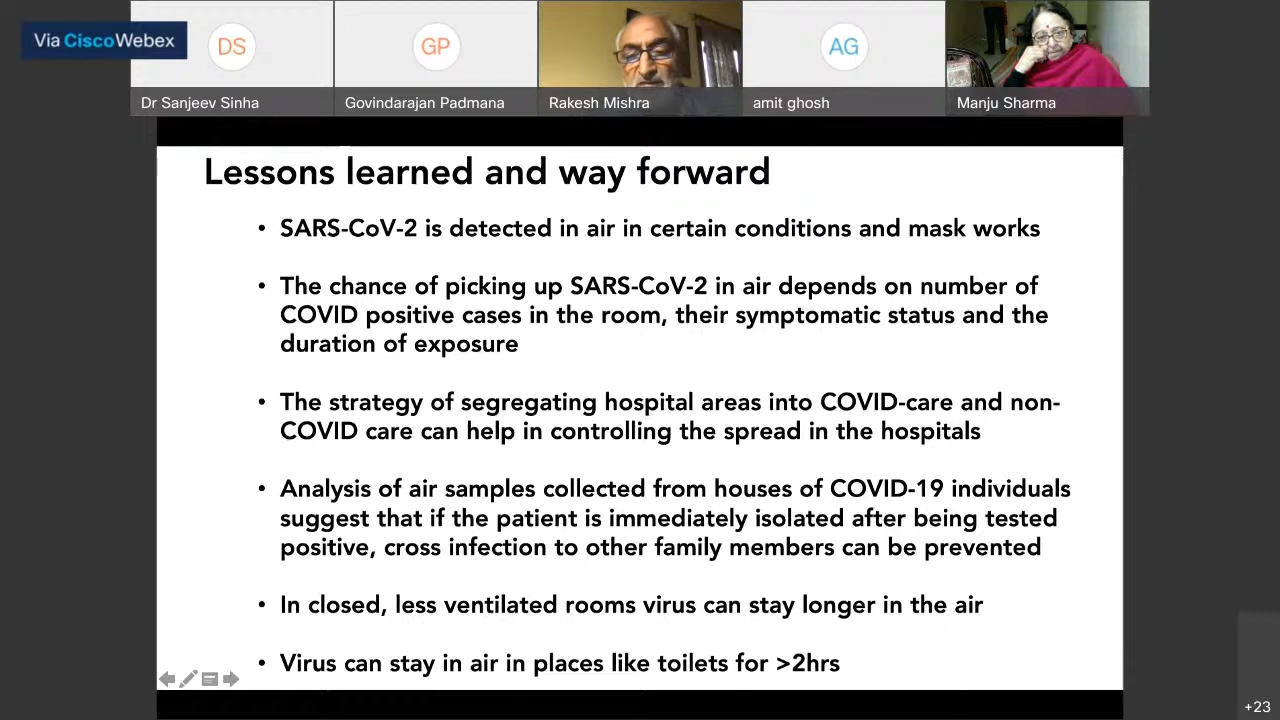 Via Cisco Webex
DS
GP
AG
Dr Sanjeev Sinha
Govindarajan Padmana
Rakesh Mishra
amit ghosh
Manju Sharma
Lessons learned and way forward
• SARS-CoV-2 is detected in air in certain conditions and mask works
• The chance of picking up SARS-CoV-2 in air depends on number of
COVID positive cases in the room, their symptomatic status and the
duration of exposure
• The strategy of segregating hospital areas into COVID-care and non-
COVID care can help in controlling the spread in the hospitals
• Analysis of air samples collected from houses of COVID-19 individuals
suggest that if the patient is immediately isolated after being tested
positive, cross infection to other family members can be prevented
• In closed, less ventilated rooms virus can stay longer in the air
• Virus can stay in air in places like toilets for >2hrs
+23